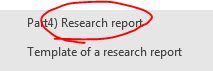 Part4) Research report
Template of a research report